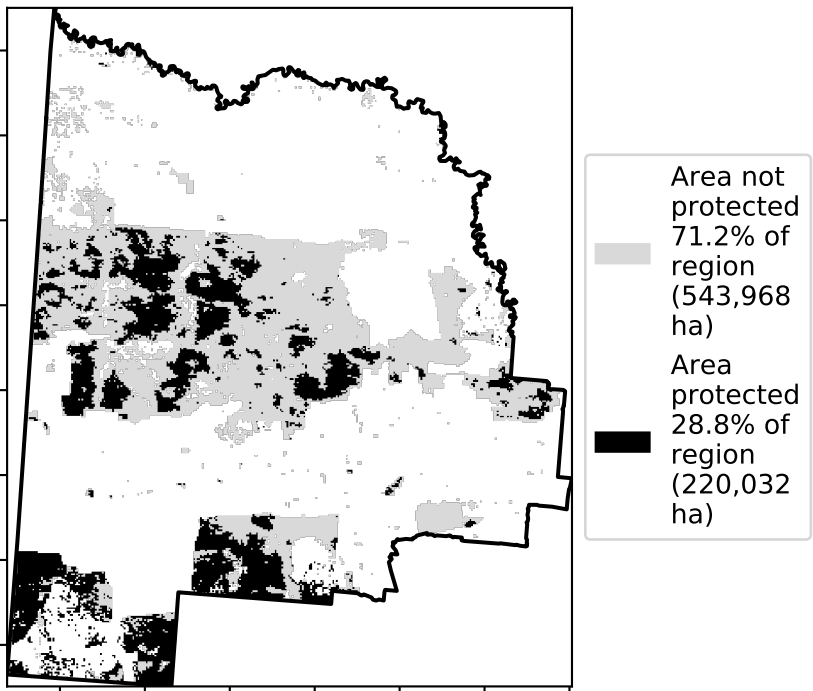 Area not
protected
71.2% of
region
(543,968
ha)
Area
protected
28.8% of
region
(220,032
ha)